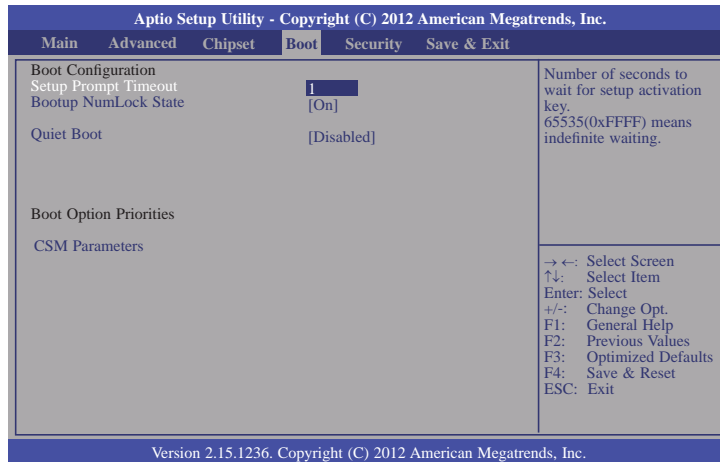 Aptio Setup Utility - Copyright (C) 2012 American Megatrends, Inc.
Main Advanced Chipset Boot Security Save & Exit
Boot Configuration
Setup Prompt Timeout 1
Bootup NumLock State [On]
Quiet Boot [Disabled]
Boot Option Priorities
CSM Parameters
Number of seconds to
wait for setup activation
key.
65535(0xFFFF) means
indefinite waiting.
→ ←: Select Screen
↑↓: Select Item
Enter: Select
+/-: Change Opt.
F1: General Help
F2: Previous Values
F3: Optimized Defaults
F4: Save & Reset
ESC: Exit
Version 2.15.1236. Copyright (C) 2012 American Megatrends, Inc.